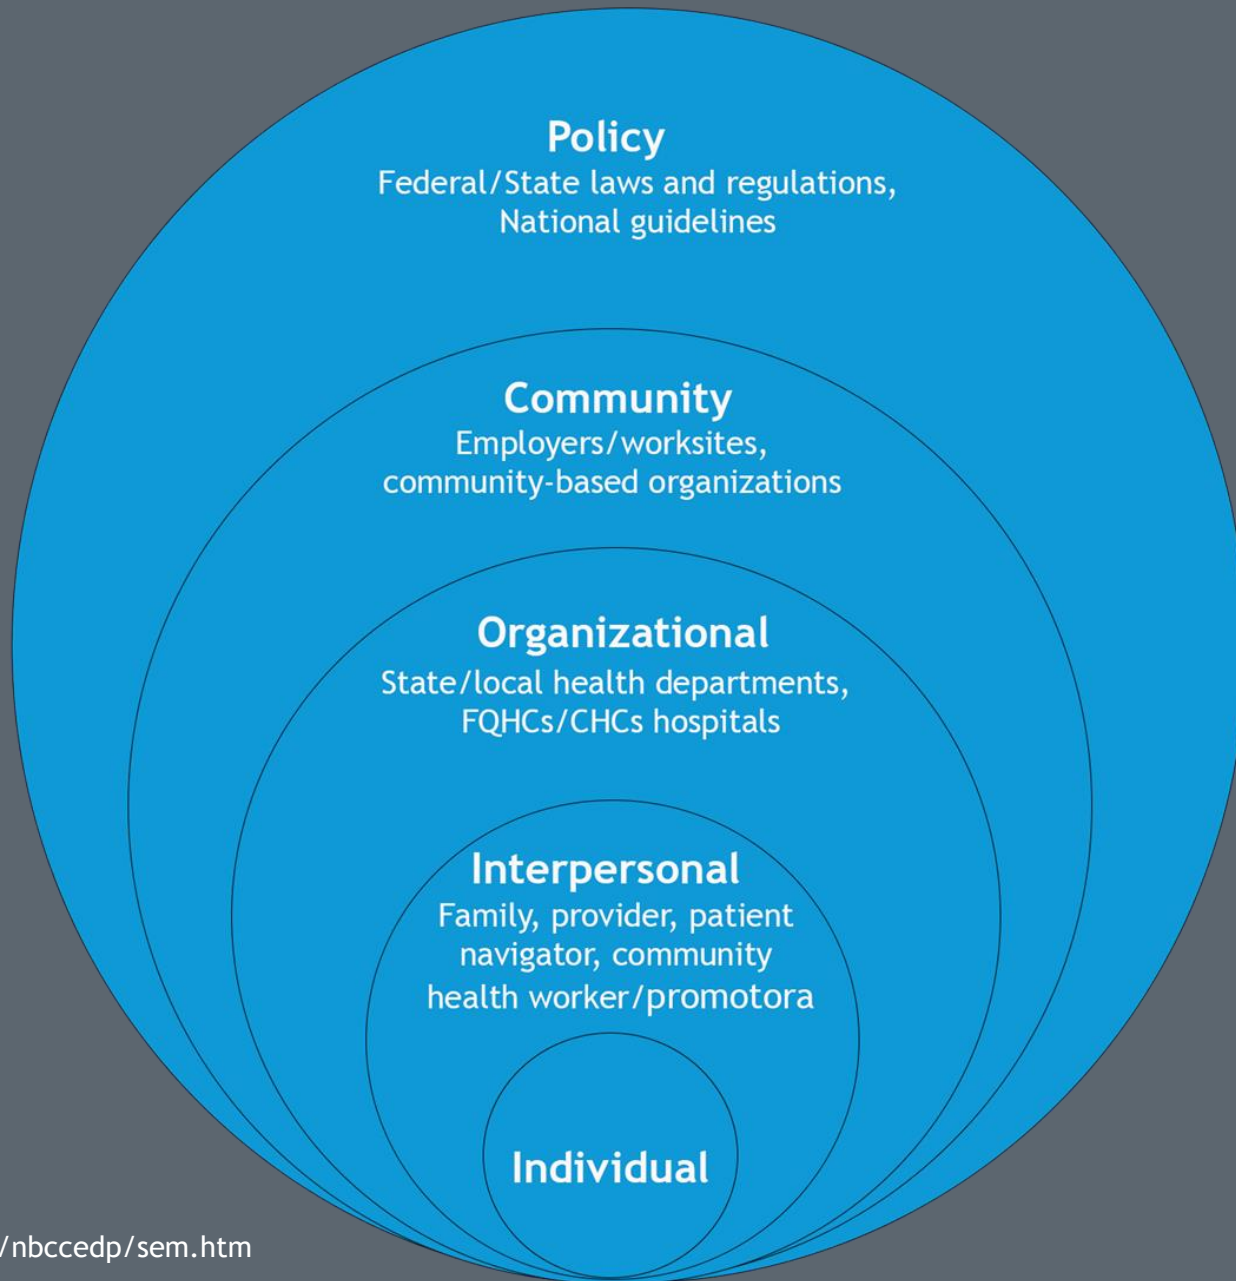 Policy
Federal/State laws and regulations,
National guidelines
Community
Employers/worksites,
community-based organizations
Organizational
State/local health departments,
FQHCs/CHCs hospitals
Interpersonal
Family, provider, patient
navigator, community
health worker/promotora
Individual
/nbccedp/sem.htm